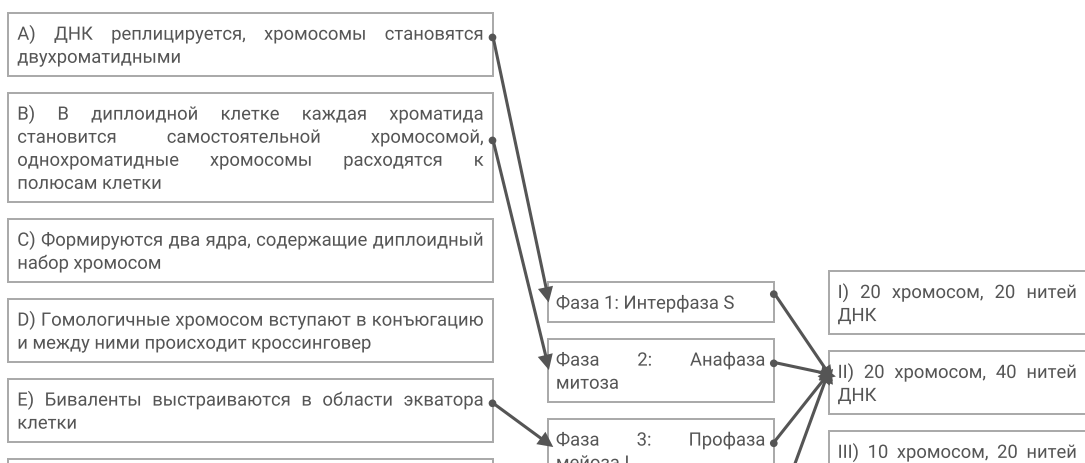 A) ДНК реплицируется, хромосомы становятся
двухроматидными
B) В диплоидной клетке каждая хроматида
становится самостоятельной хромосомой,
однохроматидные хромосомы расходятся к
полюсам клетки
C) Формируются два ядра, содержащие диплоидный
набор хромосом
D) Гомологичные хромосом вступают в конъюгацию
и между ними происходит кроссинговер
E) Биваленты выстраиваются в области экватора
клетки
Фаза 1: Интерфаза S
Фаза 2: Анафаза
митоза
Фаза 3: Профаза
мейоза I
I) 20 хромосом, 20 нитей
ДНК
II) 20 хромосом, 40 нитей
ДНК
III) 10 хромосом, 20 нитей